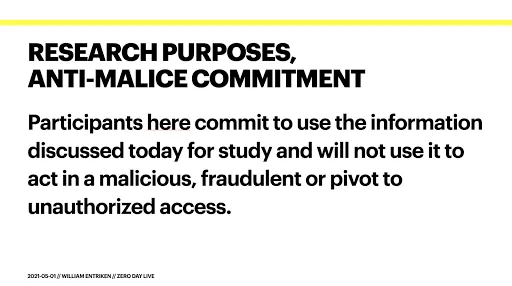 RESEARCH PURPOSES,
ANTI-MALICE COMMITMENT
Participants here commit to use the information
discussed today for study and will not use it to
act in a malicious, fraudulent or pivot to
unauthorized access.
2021-05-01 // WILLIAM ENTRIKEN // ZERO DAY LIVE